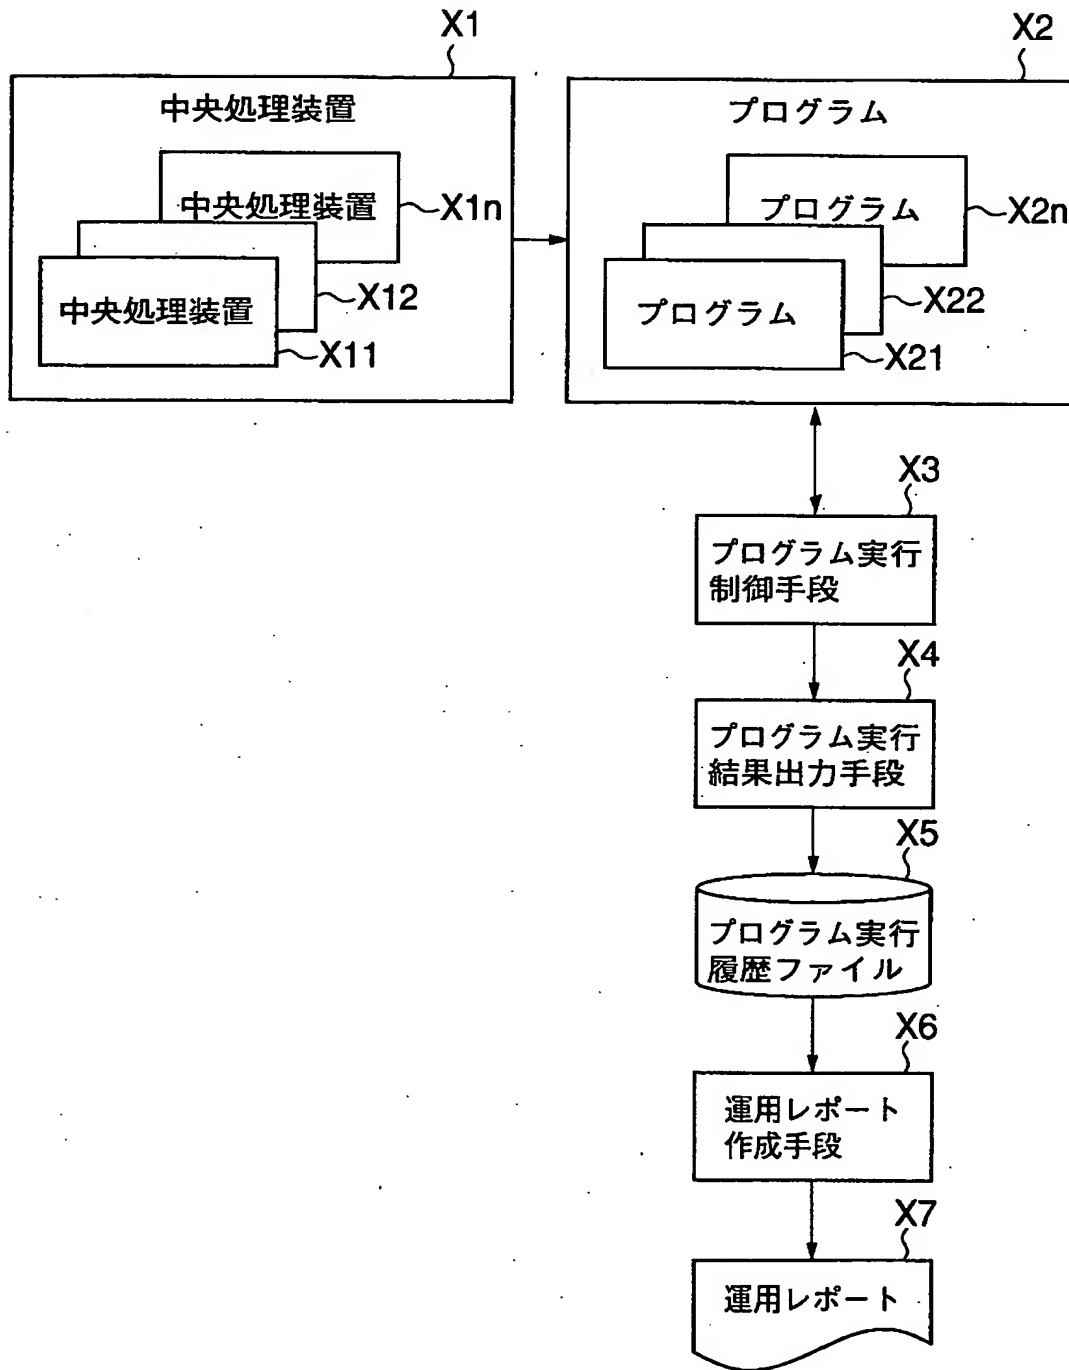 X1
中央処理装置
中央処理装置
X1n
X12
中央処理装置
X11
X2
プログラム
プログラム
X2n
X22
プログラム
X21
X3
プログラム実行
制御手段
X4
プログラム実行
結果出力手段
X5
プログラム実行
履歴ファイル
X6
運用レポート
作成手段
X7
運用レポート